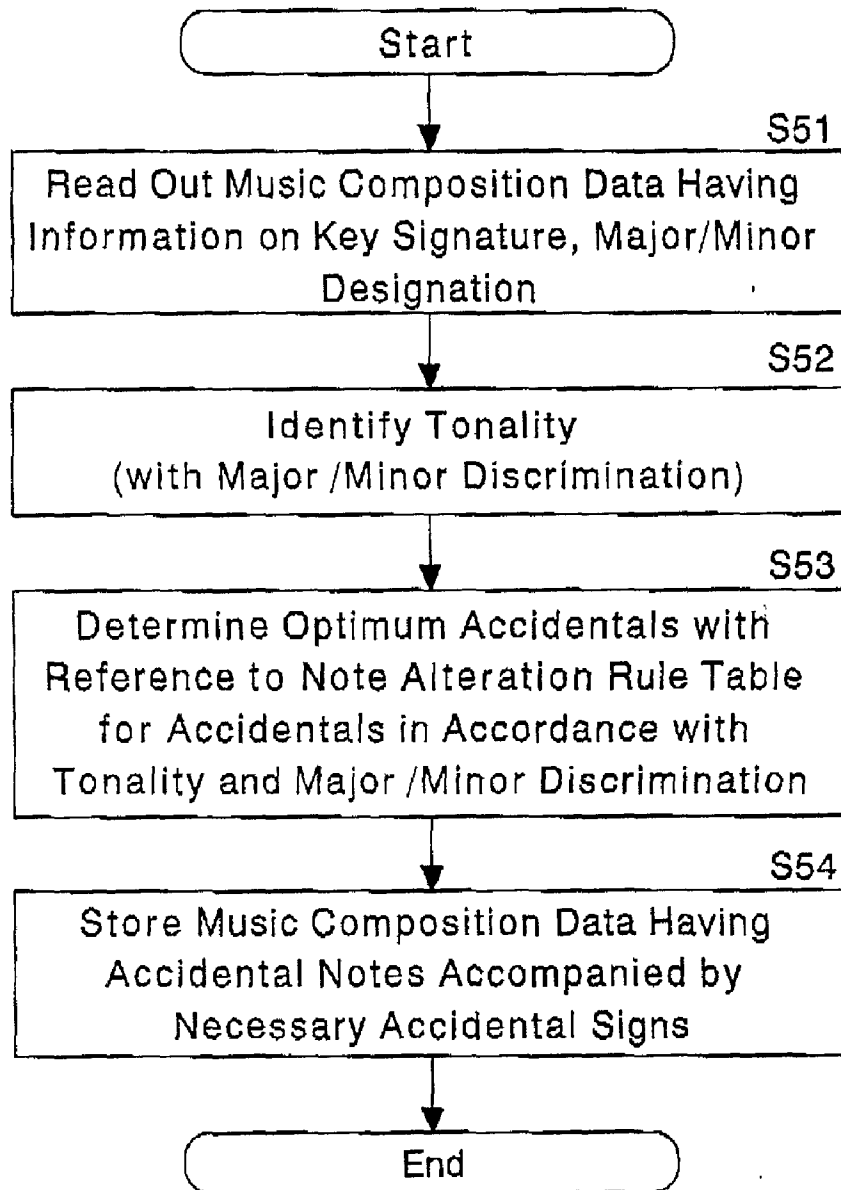 Start
S51
Read Out Music Composition Data Having
Information on Key Signature, Major/Minor
Designation
S52
Identify Tonality
(with Major /Minor Discrimination)
S53
Determine Optimum Accidentals with
Reference to Note Alteration Rule Table
for Accidentals in Accordance with
Tonality and Major /Minor Discrimination
S54
Store Music Composition Data Having
Accidental Notes Accompanied by
Necessary Accidental Signs
End